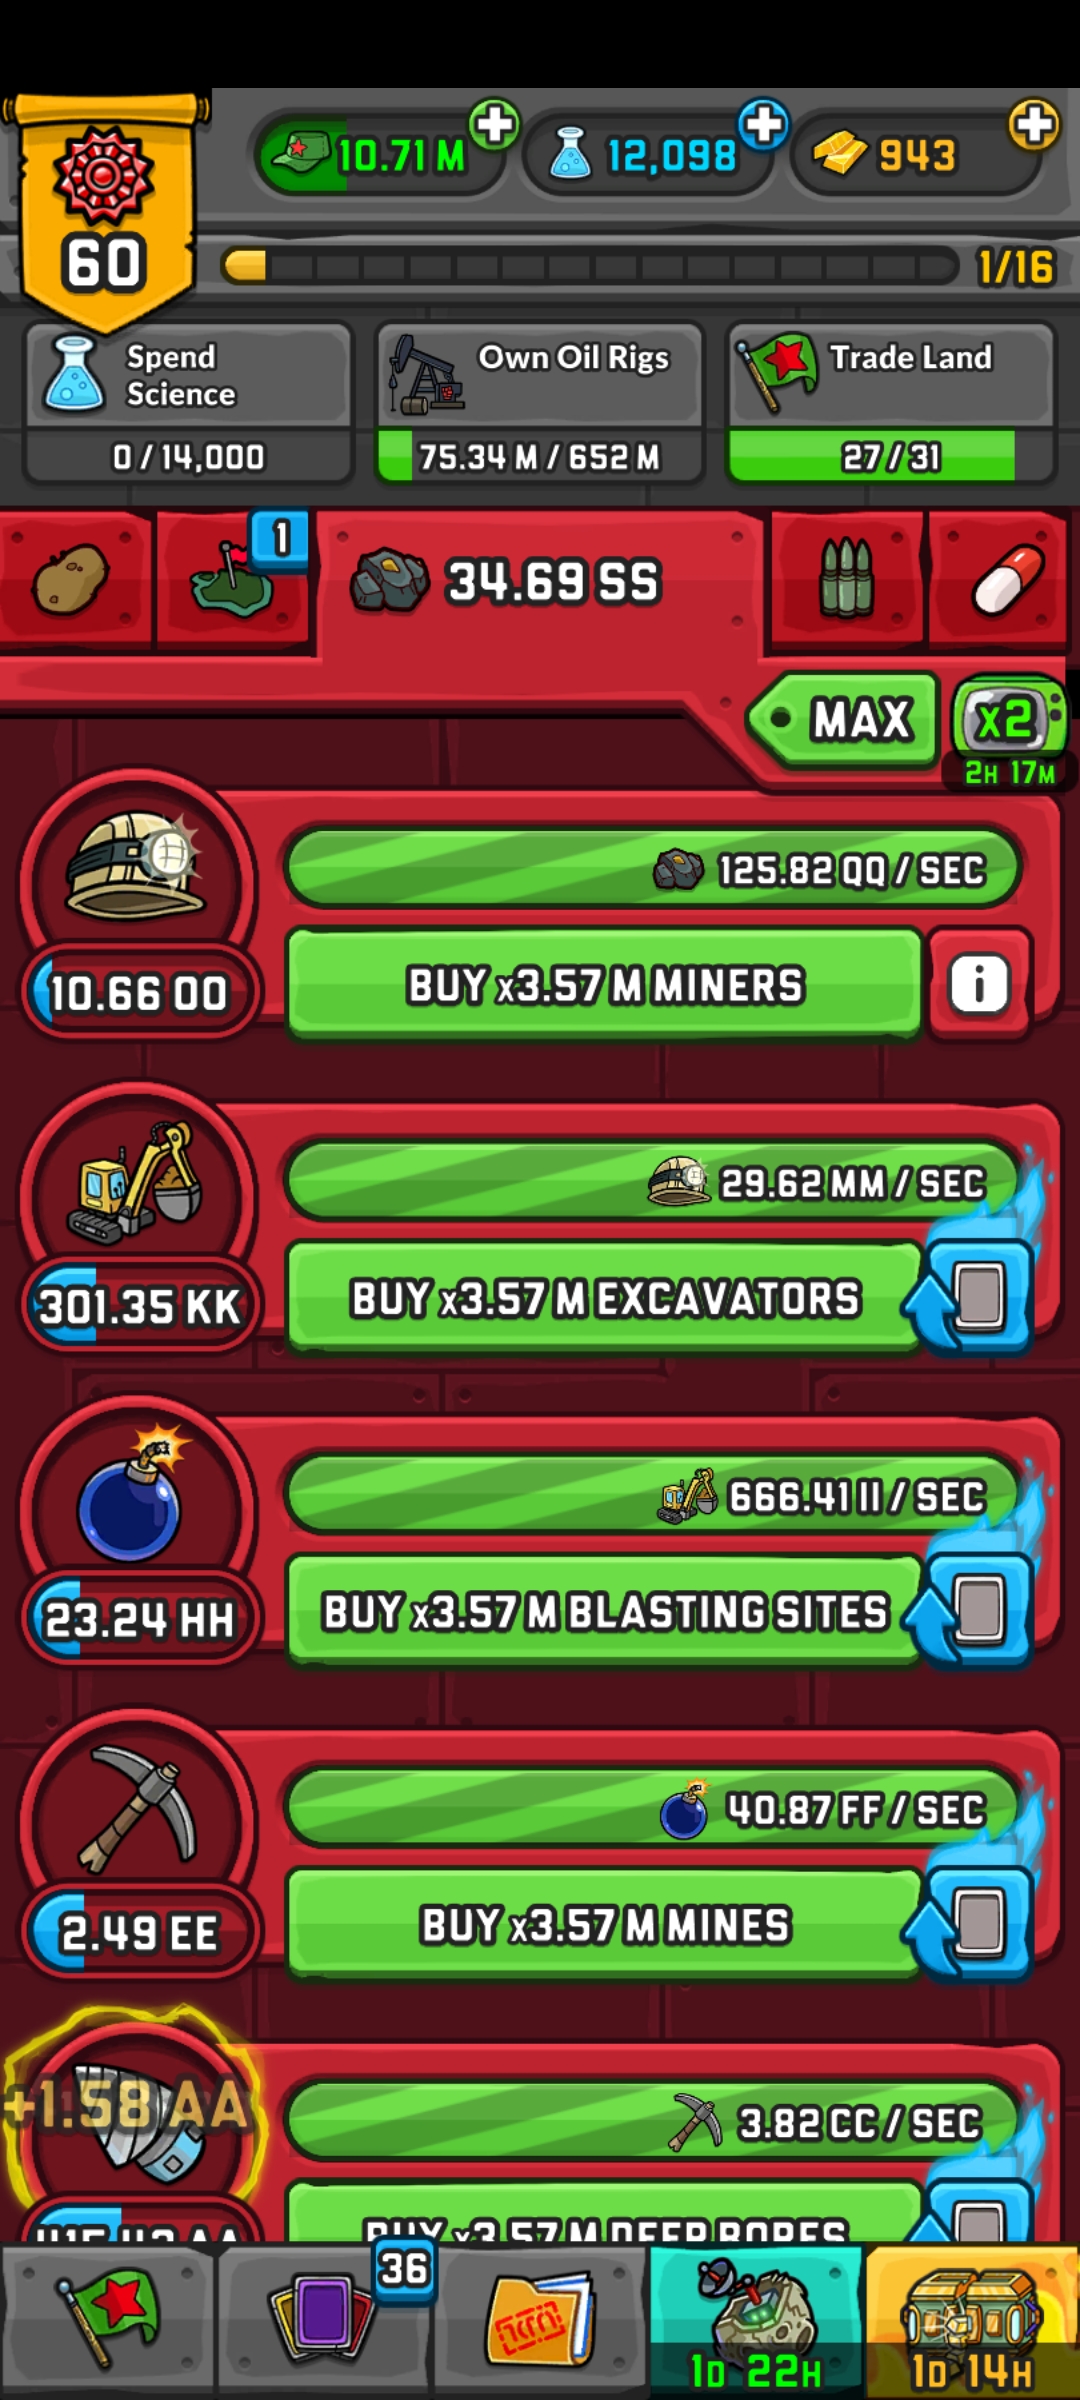 60
10.71 M
12,098
943
1/16
Spend
Science
0 / 14,000
Own Oil Rigs
75.34 M / 652 M
Trade Land
27 / 31
1
34.69 SS
MAX
x2
2H 17M
125.82 QQ / SEC
10.66 OO
BUY x3.57 M MINERS
i
29.62 MM / SEC
301.35 KK
BUY x3.57 M EXCAVATORS
666.41 II / SEC
23.24 HH
BUY x3.57 M BLASTING SITES
40.87 FF / SEC
2.49 EE
BUY x3.57 M MINES
+1.58 AA
3.82 CC / SEC
BUY x3.57 M DEEP BORES
36
1D 22H
1D 14H